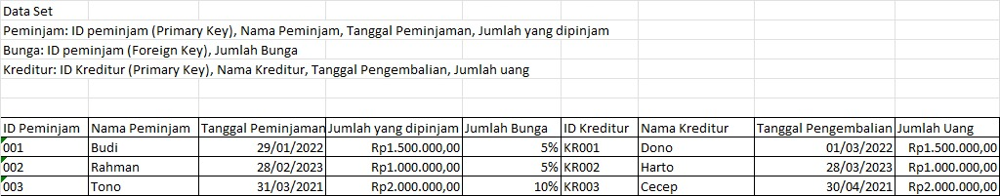 Data Set
Peminjam: ID peminjam (Primary Key), Nama Peminjam, Tanggal Peminjaman, Jumlah yang dipinjam
Bunga: ID peminjam (Foreign Key), Jumlah Bunga
Kreditur: ID Kreditur (Primary Key), Nama Kreditur, Tanggal Pengembalian, Jumlah uang
ID Peminjam Nama Peminjam Tanggal Peminjaman Jumlah yang dipinjam Jumlah Bunga ID Kreditur Nama Kreditur Tanggal Pengembalian Jumlah Uang
001 Budi 29/01/2022 Rp1.500.000,00 5% KR001 Dono 01/03/2022 Rp1.500.000,00
002 Rahman 28/02/2023 Rp1.000.000,00 5% KR002 Harto 28/03/2023 Rp1.000.000,00
003 Tono 31/03/2021 Rp2.000.000,00 10% KR003 Cecep 30/04/2021 Rp2.000.000,00